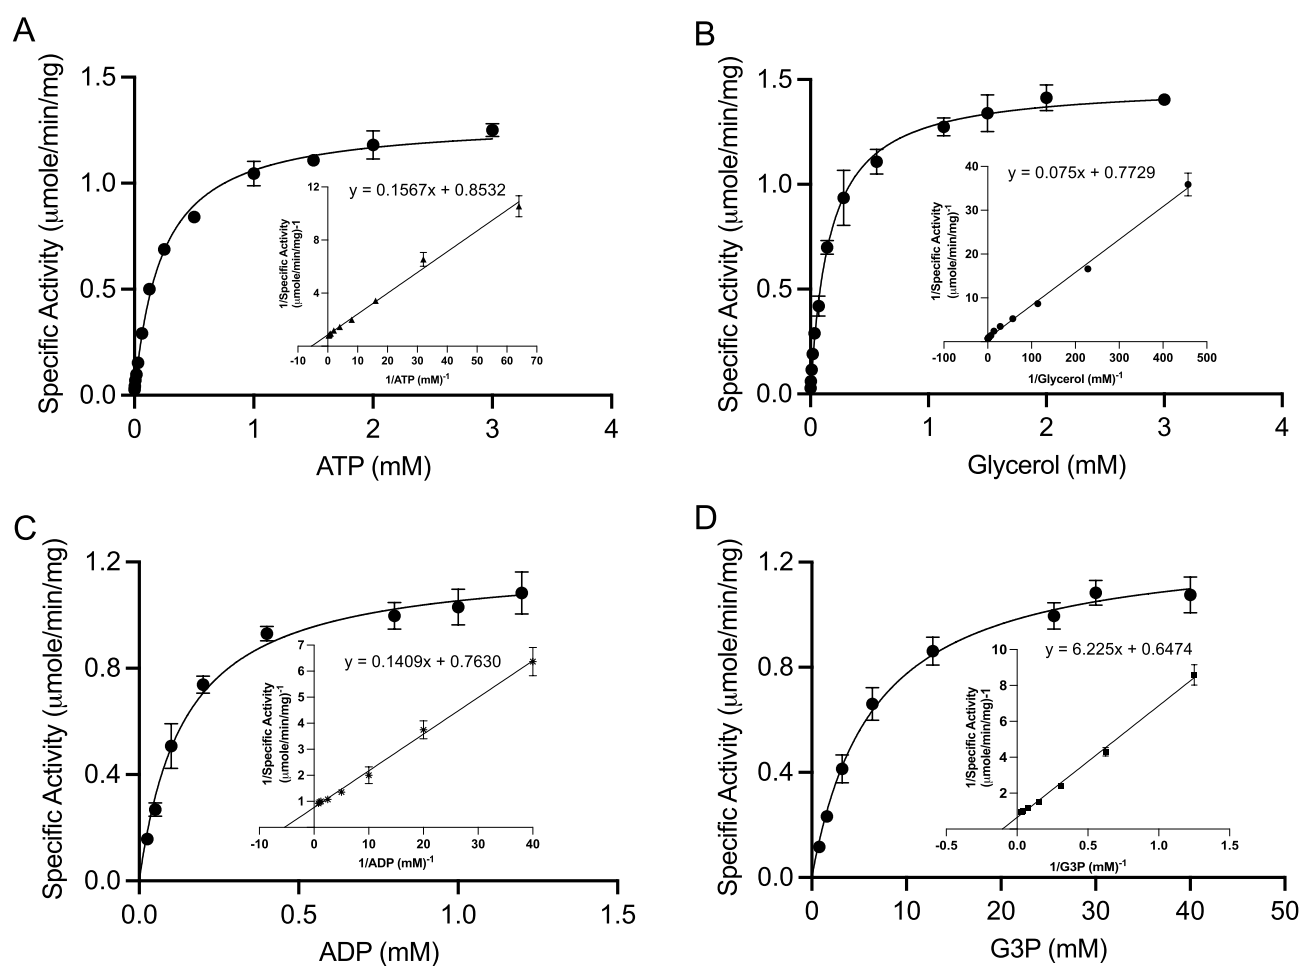 A
Specific Activity (μmole/min/mg)
1.5
1.0
0.5
0.0
0 1 2 3 4
ATP (mM)
y = 0.1567x + 0.8532
1/Specific Activity
(μmole/min/mg)-1
12
8
4
-10 0 10 20 30 40 50 60 70
1/ATP (mM)-1
B
Specific Activity (μmole/min/mg)
1.5
1.0
0.5
0.0
0 1 2 3 4
Glycerol (mM)
y = 0.075x + 0.7729
1/Specific Activity
(μmole/min/mg)-1
40
30
20
10
-100 0 100 200 300 400 500
1/Glycerol (mM)-1
C
Specific Activity (μmole/min/mg)
1.2
0.8
0.4
0.0
0.0 0.5 1.0 1.5
ADP (mM)
y = 0.1409x + 0.7630
1/Specific Activity
(μmole/min/mg)-1
7
6
5
4
3
2
1
-10 0 10 20 30 40
1/ADP (mM)-1
D
Specific Activity (μmole/min/mg)
1.2
0.8
0.4
0.0
0 10 20 30 40 50
G3P (mM)
y = 6.225x + 0.6474
1/Specific Activity
(μmole/min/mg)-1
10
8
6
4
2
-0.5 0.0 0.5 1.0 1.5
1/G3P (mM)-1